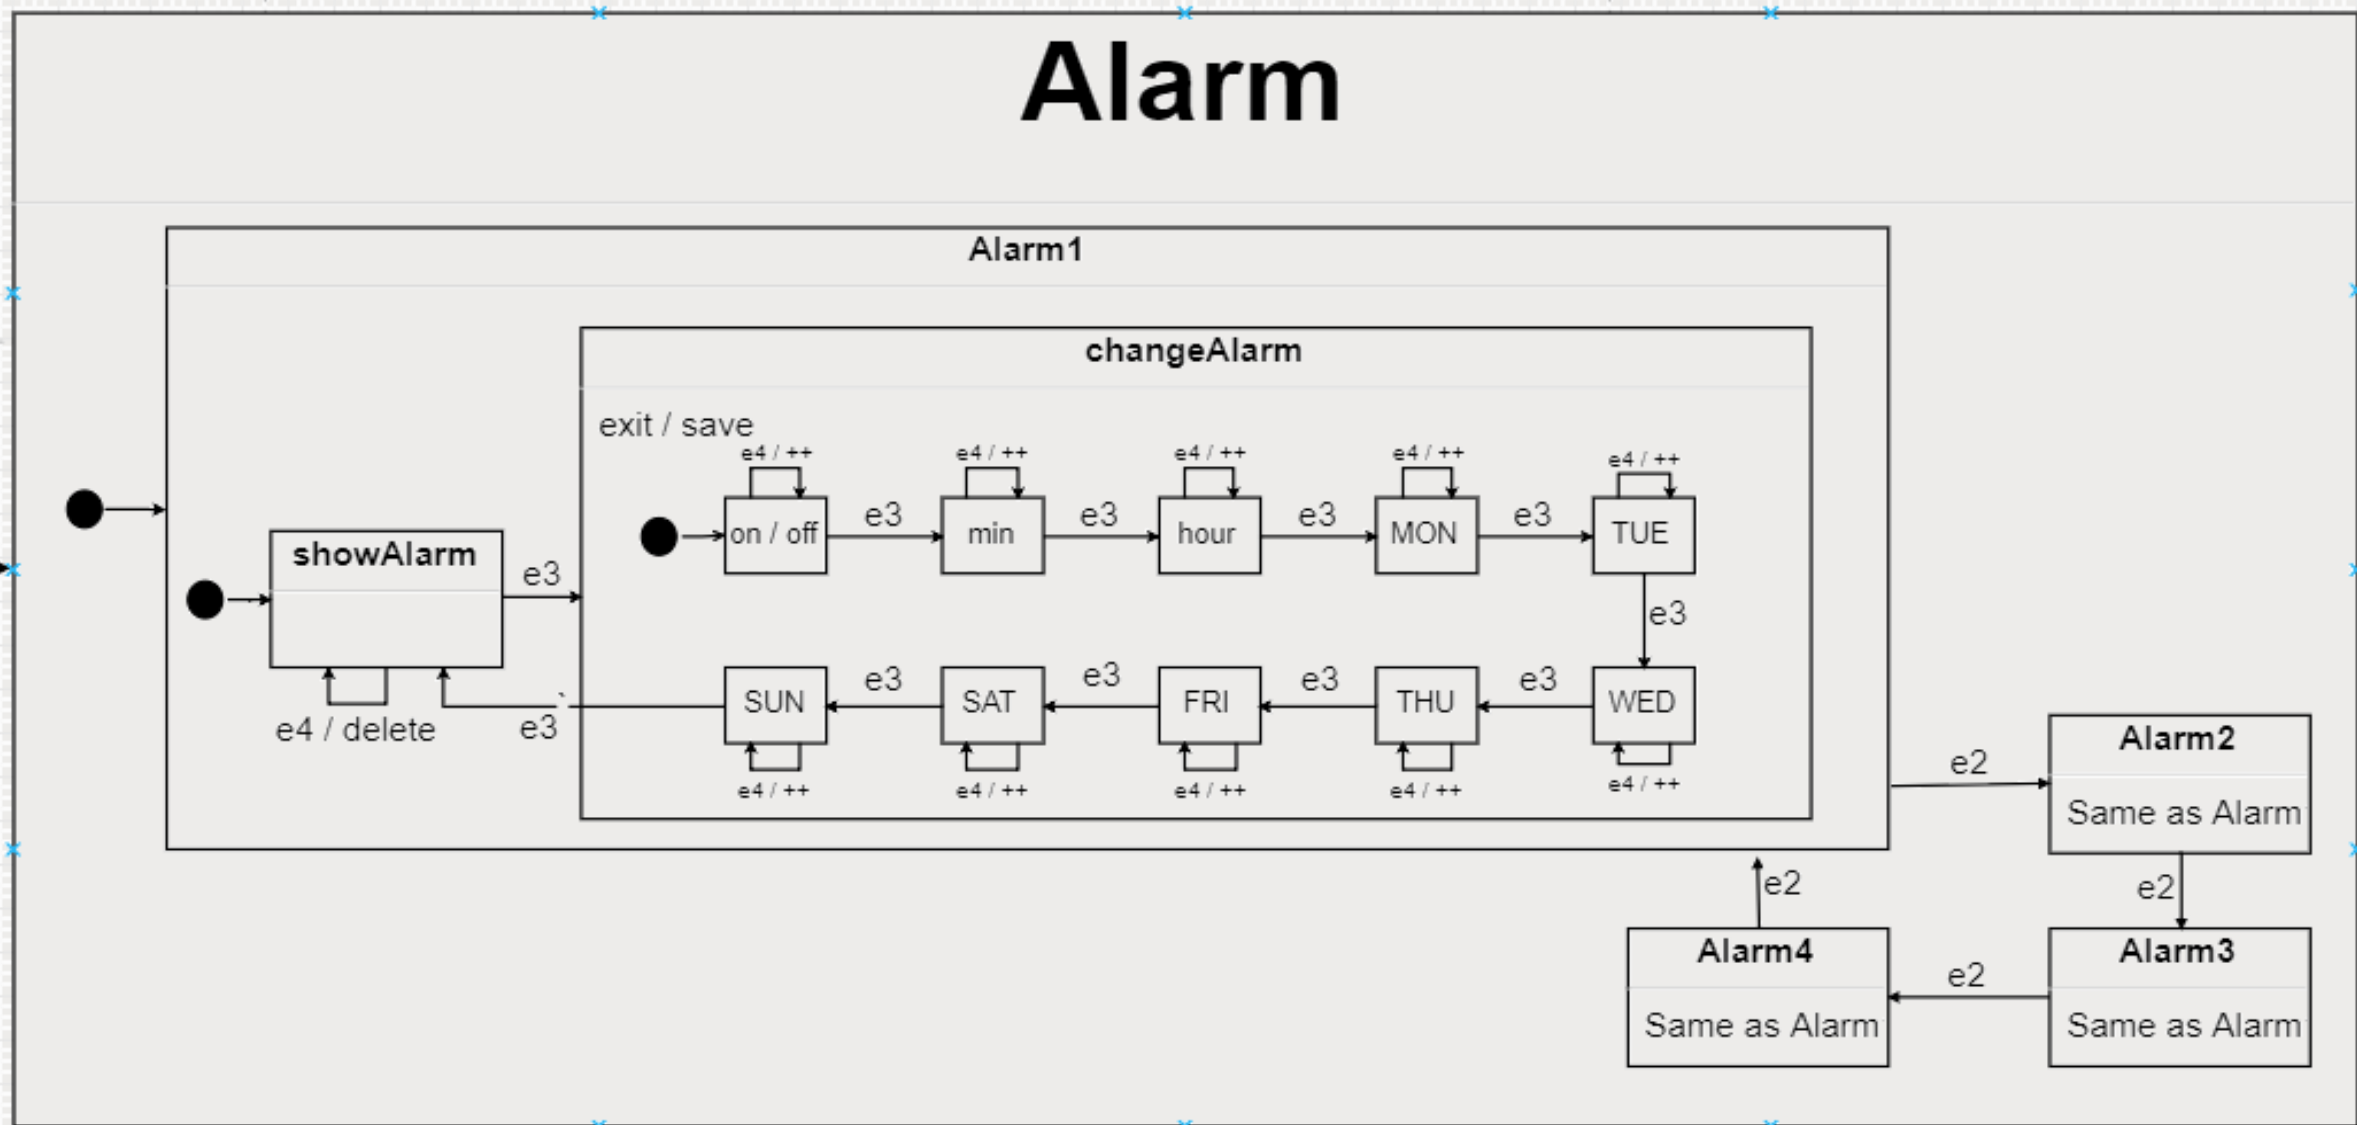 Alarm
Alarm1
changeAlarm
exit / save
e4 / ++
e4 / ++
e4 / ++
e4 / ++
e4 / ++
on / off
e3
min
e3
hour
e3
MON
e3
TUE
showAlarm
e3
e3
SUN
e3
SAT
e3
FRI
e3
THU
e3
WED
e4 / delete
e3
e4 / ++
e4 / ++
e4 / ++
e4 / ++
e4 / ++
e2
Alarm2
Same as Alarm
e2
e2
Alarm4
Same as Alarm
e2
Alarm3
Same as Alarm